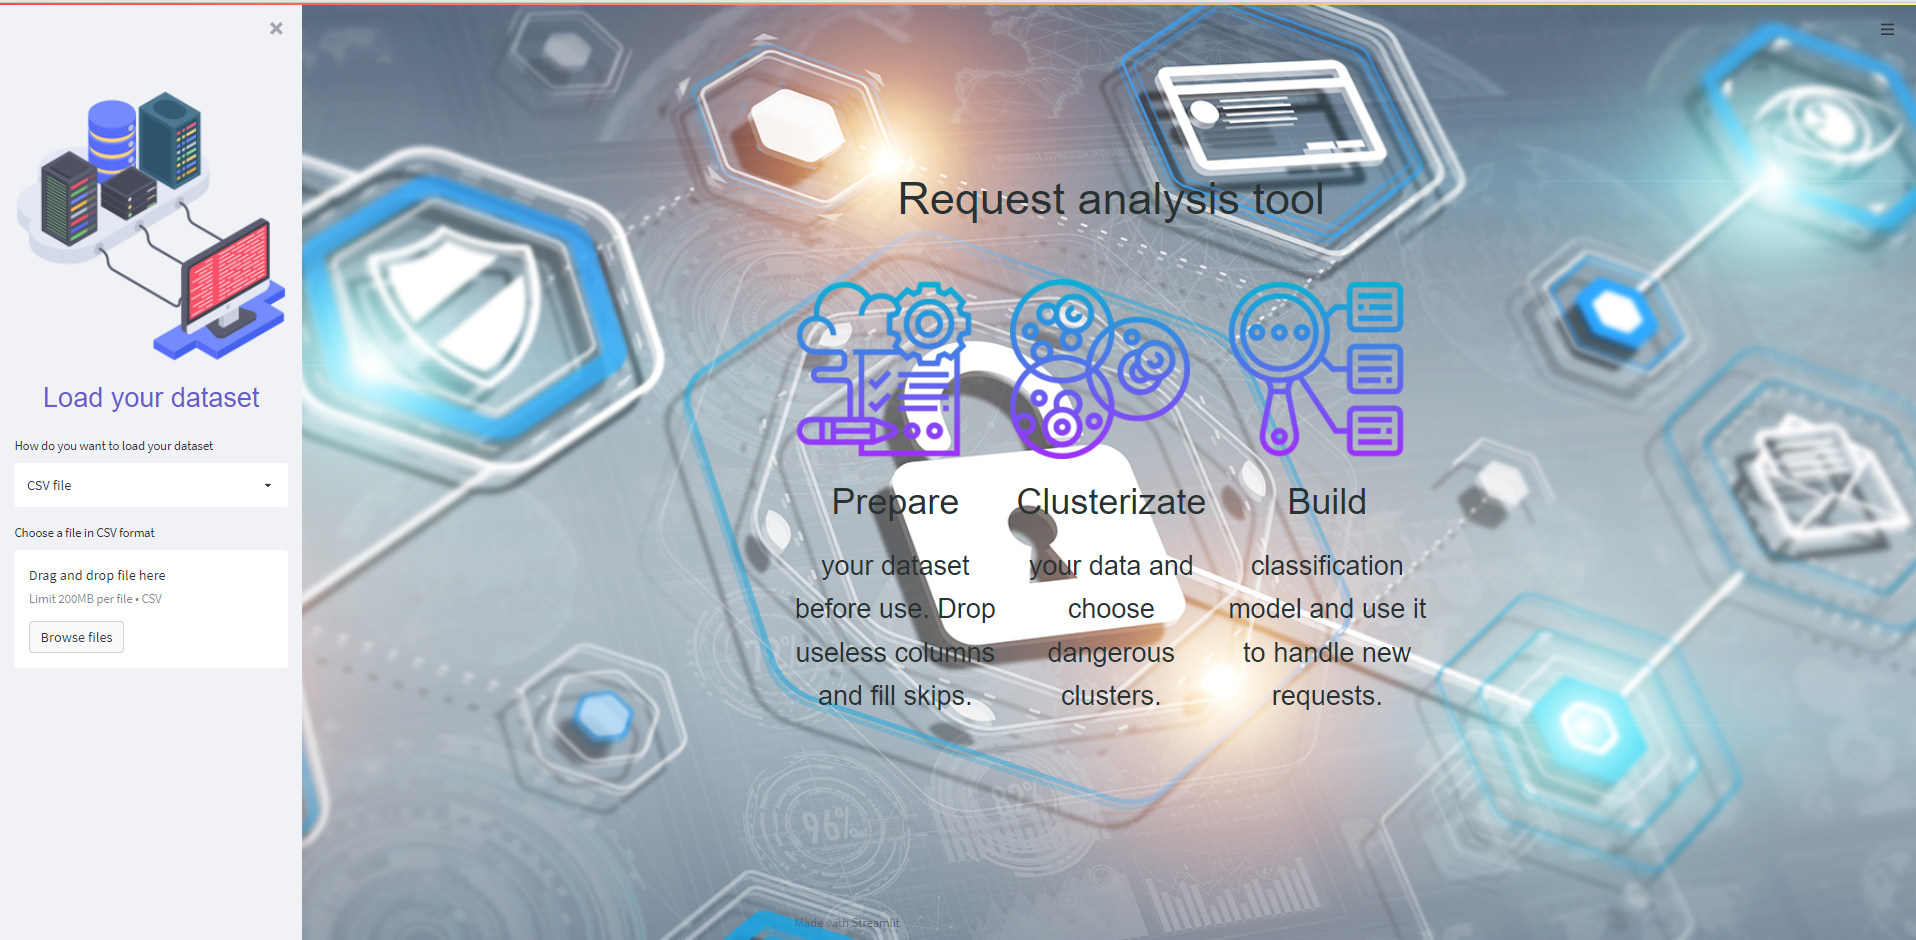 Load your dataset
How do you want to load your dataset
CSV file
Choose a file in CSV format
Drag and drop file here
Limit 200MB per file • CSV
Browse files
Request analysis tool
Prepare
your dataset
before use. Drop
useless columns
and fill skips.
Clusterizate
your data and
choose
dangerous
clusters.
Build
classification
model and use it
to handle new
requests.
96%
Made with Streamlit